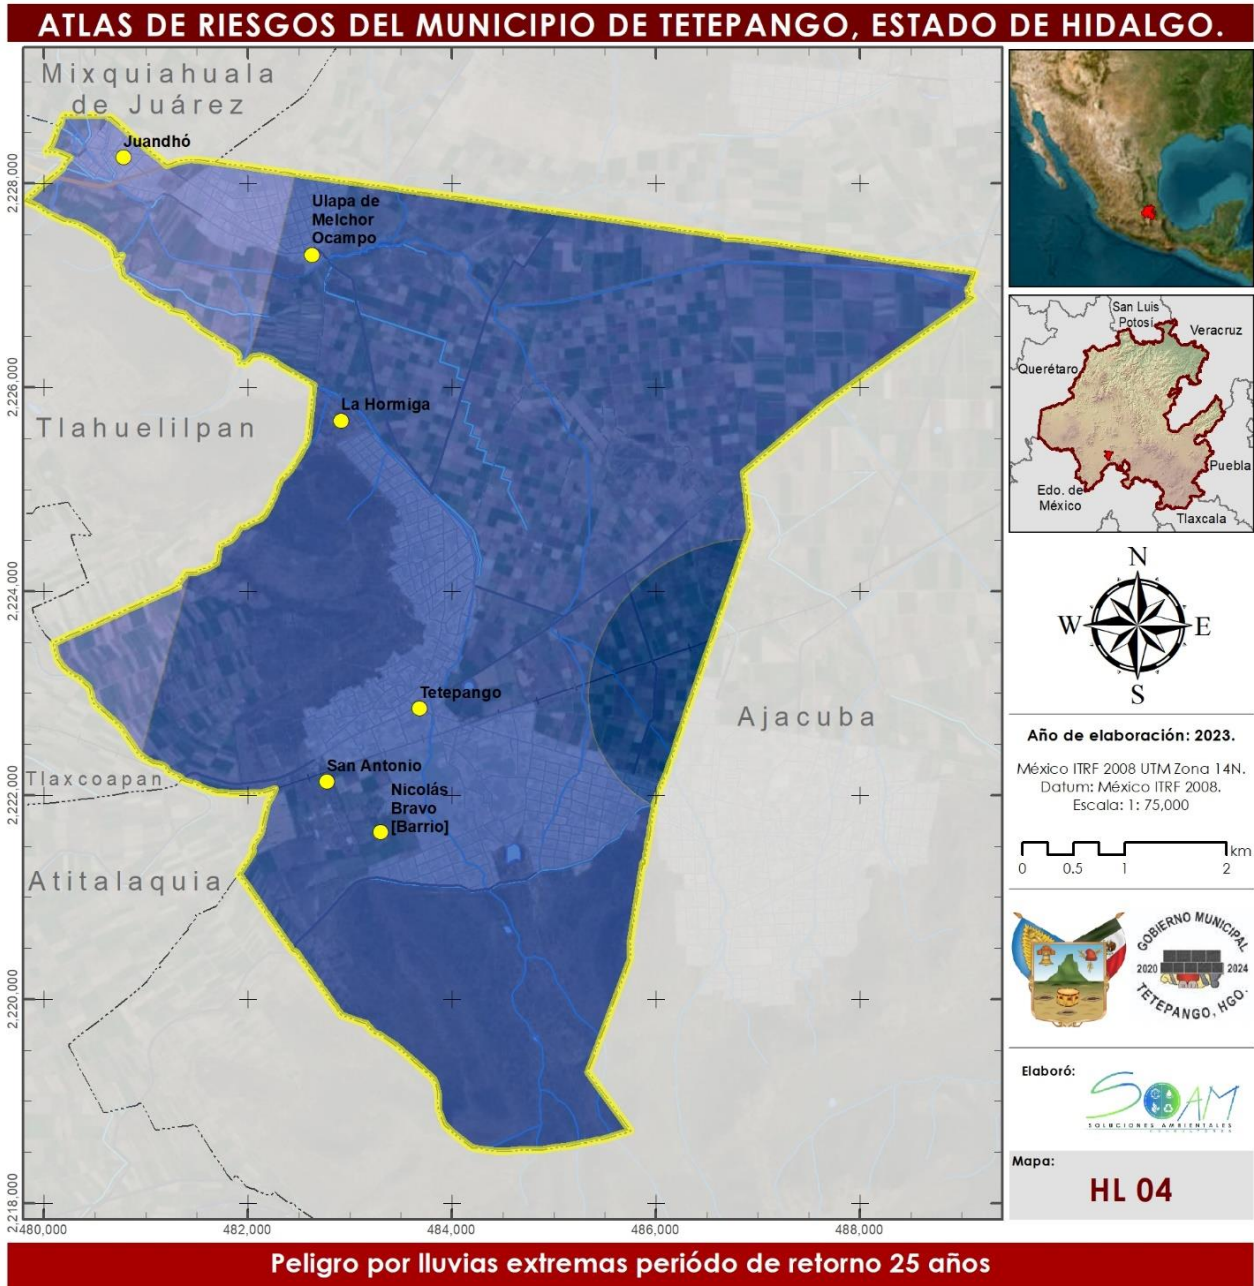 ATLAS DE RIESGOS DEL MUNICIPIO DE TETEPANGO, ESTADO DE HIDALGO.
Mixquiahuala
de Juárez
Juandhó
Ulapa de
Melchor
Ocampo
La Hormiga
Tlahuelilpan
Tetepango
Ajacuba
San Antonio
Tlaxcoapan
Nicolás
Bravo
[Barrio]
Atitalaquia
2,228,000
2,226,000
2,224,000
2,222,000
2,220,000
2,218,000
480,000
482,000
484,000
486,000
488,000
San Luis
Potosí
Veracruz
Querétaro
Puebla
Edo. de
México
Tlaxcala
N
W
E
S
Año de elaboración: 2023.
México ITRF 2008 UTM Zona 14N.
Datum: México ITRF 2008.
Escala: 1: 75,000
km
0 0.5 1 2
GOBIERNO MUNICIPAL
2020 2024
TETEPANGO, HGO.
Elaboró:
SOAM
SOLUCIONES AMBIENTALES
Mapa:
HL 04
Peligro por lluvias extremas periódo de retorno 25 años